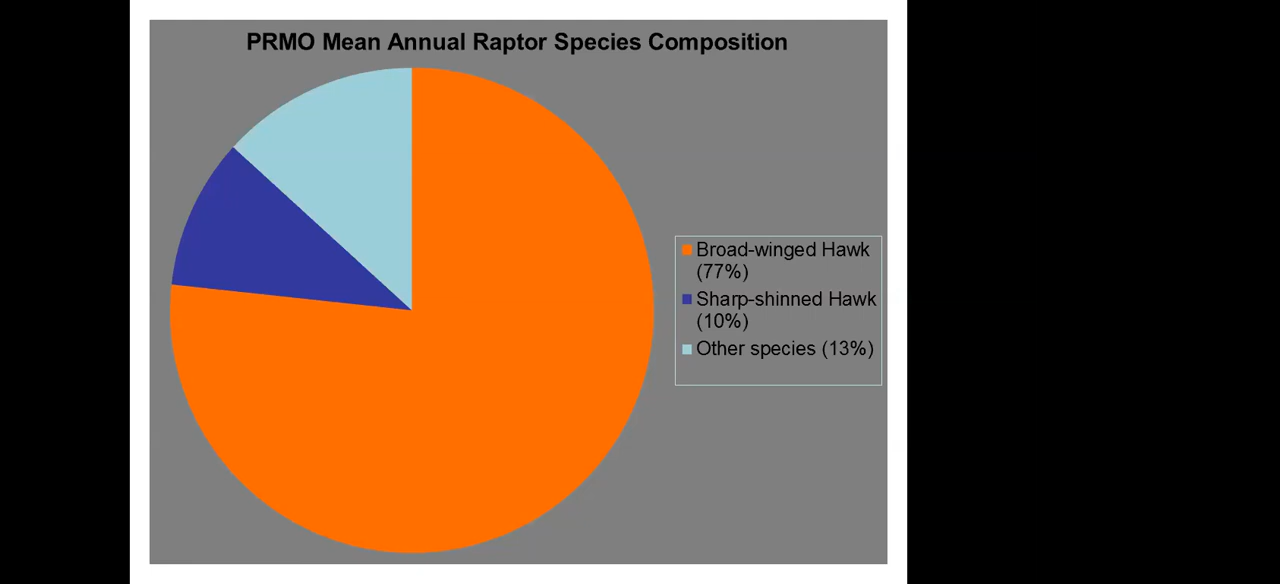 PRMO Mean Annual Raptor Species Composition
Broad-winged Hawk
(77%)
Sharp-shinned Hawk
(10%)
Other species (13%)